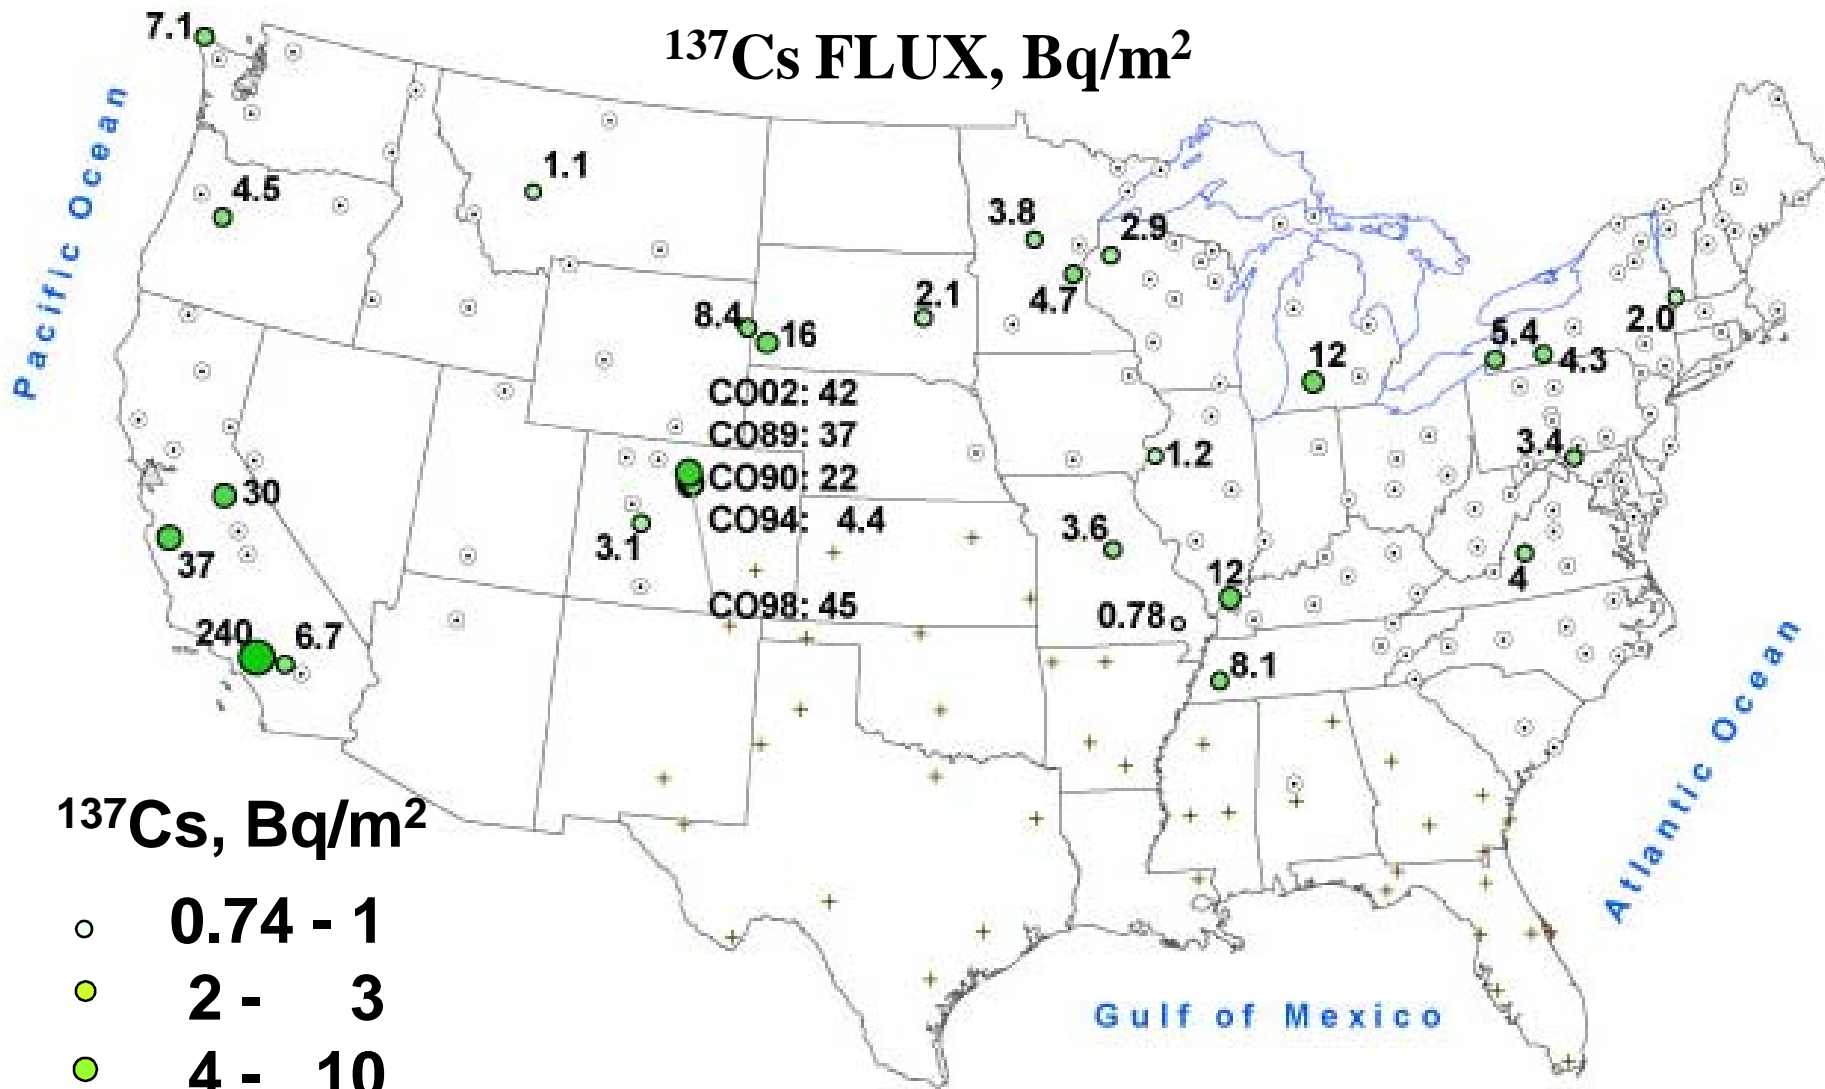 ¹³⁷Cs FLUX, Bq/m²
7.1
Pacific Ocean
1.1
4.5
3.8
2.9
4.7
2.1
8.4
16
2.0
5.4
4.3
12
CO02: 42
CO89: 37
CO90: 22
CO94: 4.4
CO98: 45
3.4
1.2
30
3.1
3.6
37
4
12
0.78
240
6.7
8.1
Atlantic Ocean
Gulf of Mexico
¹³⁷Cs, Bq/m²
0.74 - 1
2 - 3
4 - 10